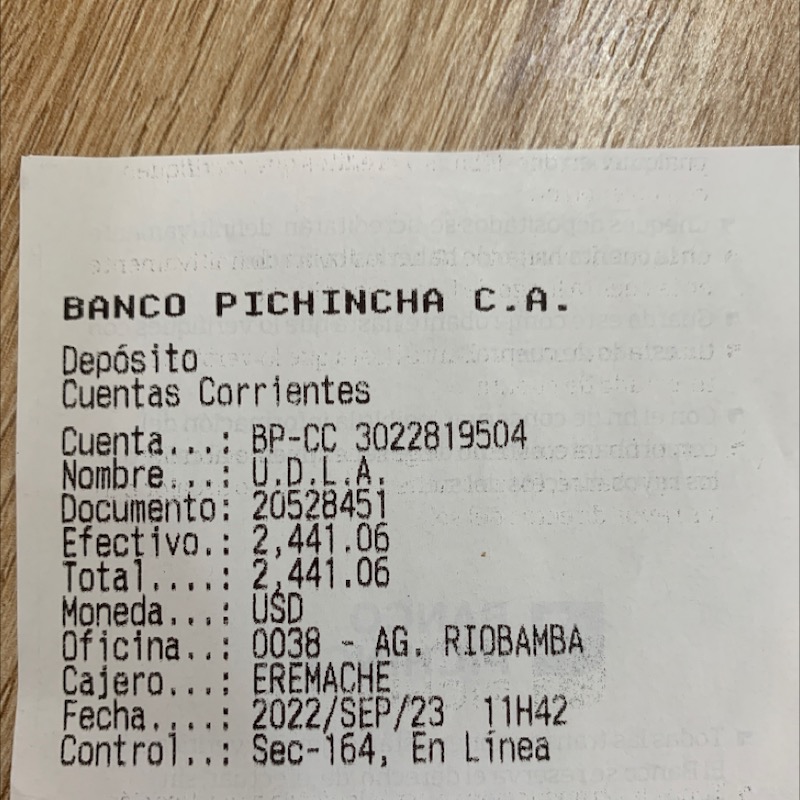 BANCO PICHINCHA C.A.
Depósito
Cuentas Corrientes
Cuenta...: BP-CC 3022819504
Nombre...: U.D.L.A.
Documento: 20528451
Efectivo.: 2,441.06
Total....: 2,441.06
Moneda...: USD
Oficina..: 0038 - AG. RIOBAMBA
Cajero...: EREMACHE
Fecha....: 2022/SEP/23  11H42
Control..: Sec-164, En Línea